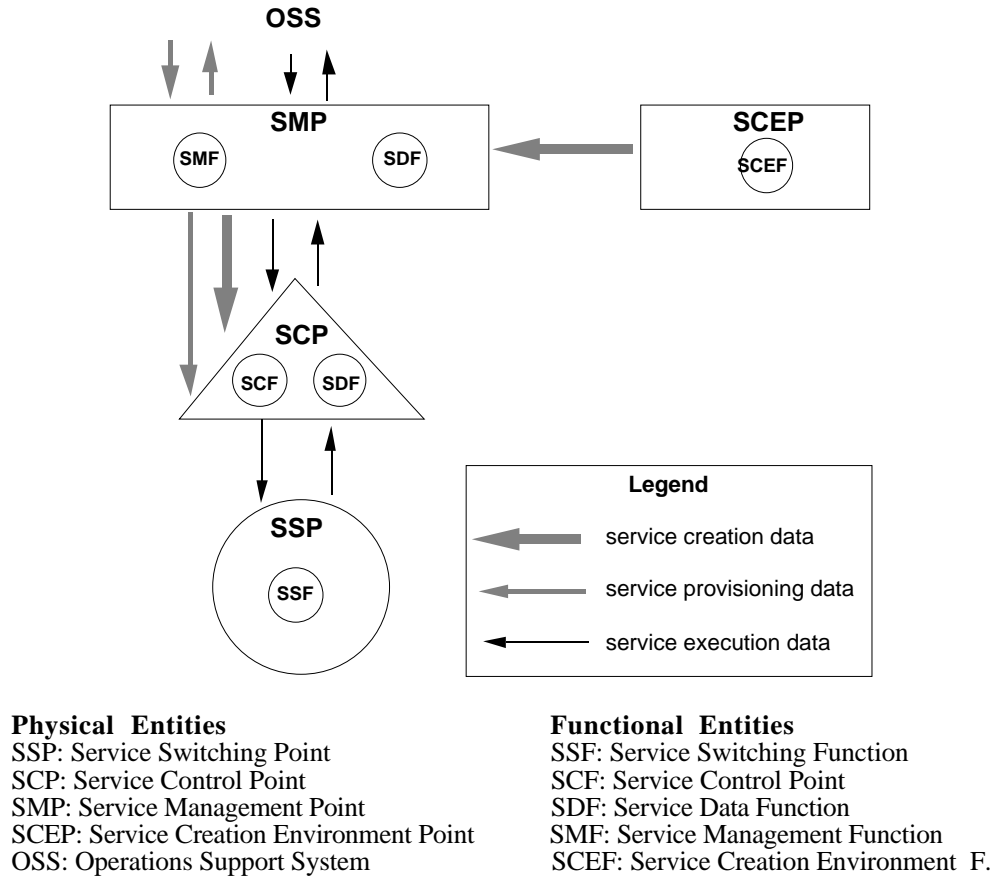 OSS
SMP
SMF
SDF
SCEP
SCEF
SCP
SCF
SDF
SSP
SSF
Legend
service creation data
service provisioning data
service execution data
Physical Entities
SSP: Service Switching Point
SCP: Service Control Point
SMP: Service Management Point
SCEP: Service Creation Environment Point
OSS: Operations Support System
Functional Entities
SSF: Service Switching Function
SCF: Service Control Point
SDF: Service Data Function
SMF: Service Management Function
SCEF: Service Creation Environment F.